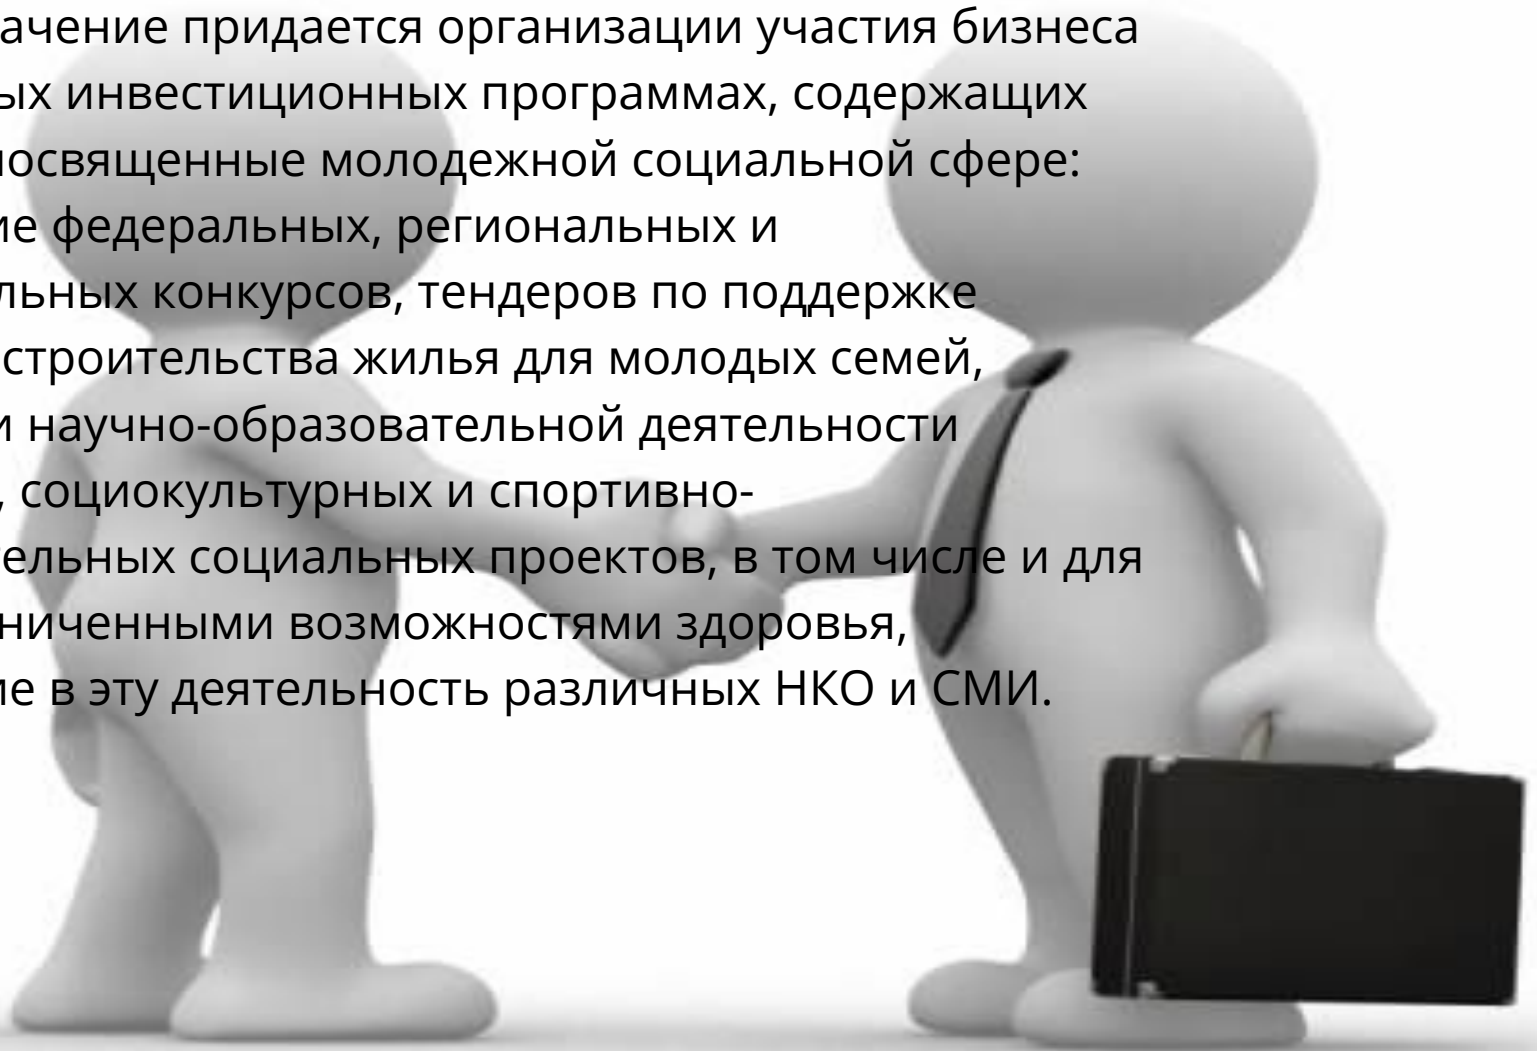 ачение придается организации участия бизнеса
ых инвестиционных программах, содержащих
посвященные молодежной социальной сфере:
ие федеральных, региональных и
льных конкурсов, тендеров по поддержке
строительства жилья для молодых семей,
и научно-образовательной деятельности
, социокультурных и спортивно-
тельных социальных проектов, в том числе и для
ниченными возможностями здоровья,
ие в эту деятельность различных НКО и СМИ.